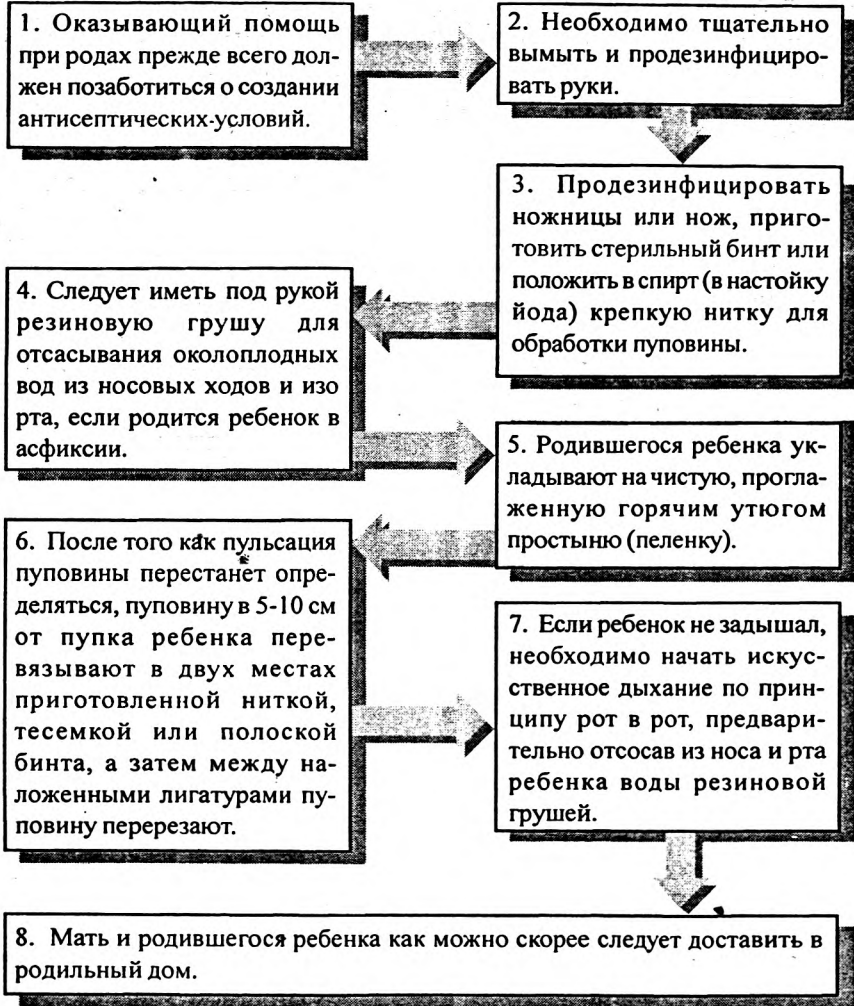 1. Оказывающий помощь
при родах прежде всего дол-
жен позаботиться о создании
антисептических-условий.
2. Необходимо тщательно
вымыть и продезинфициро-
вать руки.
3. Продезинфицировать
ножницы или нож, приго-
товить стерильный бинт или
положить в спирт (в настойку
йода) крепкую нитку для
обработки пуповины.
4. Следует иметь под рукой
резиновую грушу для
отсасывания околоплодных
вод из носовых ходов и изо
рта, если родится ребенок в
асфиксии.
5. Родившегося ребенка ук-
ладывают на чистую, прогла-
женную горячим утюгом
простыню (пеленку).
6. После того как пульсация
пуповины перестанет опре-
деляться, пуповину в 5-10 см
от пупка ребенка пере-
вязывают в двух местах
приготовленной ниткой,
тесемкой или полоской
бинта, а затем между на-
ложенными лигатурами пу-
повину перерезают.
7. Если ребенок не задышал,
необходимо начать искус-
ственное дыхание по прин-
ципу рот в рот, предвари-
тельно отсосав из носа и рта
ребенка воды резиновой
грушей.
8. Мать и родившегося ребенка как можно скорее следует доставить в
родильный дом.